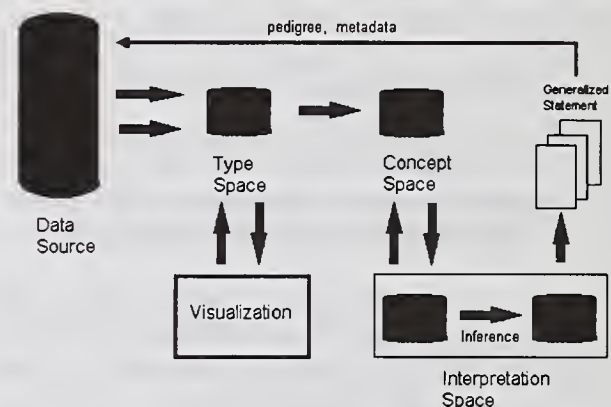 pedigree, metadata
Generalized
Statement
Type
Space
Concept
Space
Data
Source
Visualization
Inference
Interpretation
Space